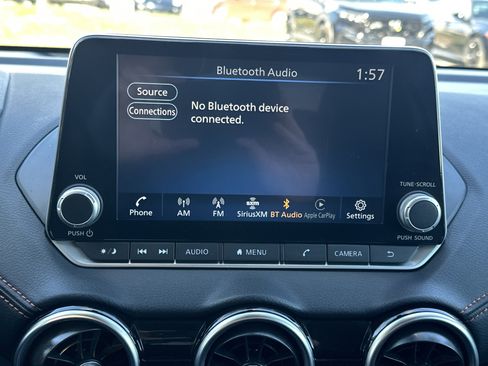 Bluetooth Audio 1:57
Source
No Bluetooth device
Connections
connected.
VOL
TUNE•SCROLL
Phone AM FM SiriusXM BT Audio Apple CarPlay Settings
PUSH
PUSH SOUND
AUDIO MENU CAMERA